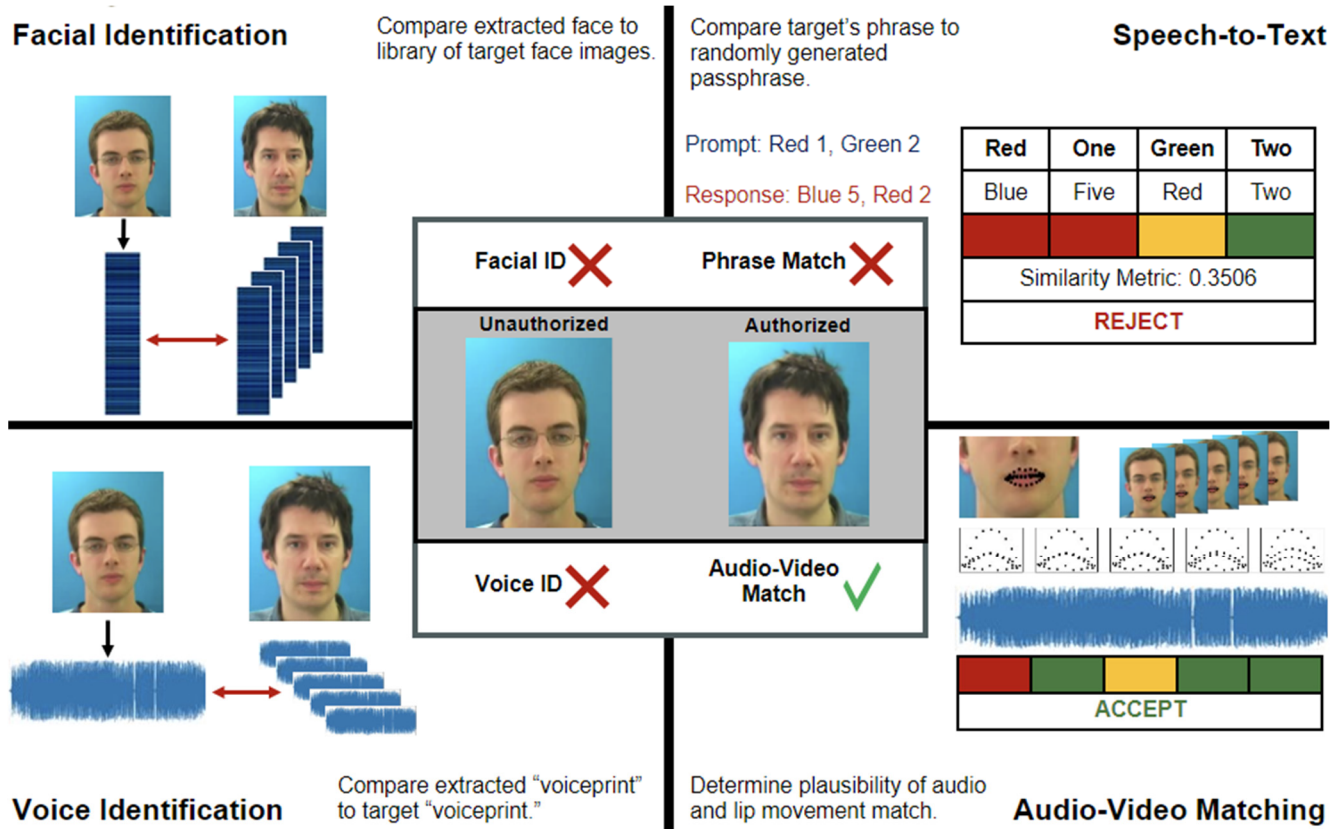 Facial Identification
Compare extracted face to
library of target face images.
Compare target's phrase to
randomly generated
passphrase.
Speech-to-Text
Prompt: Red 1, Green 2
Response: Blue 5, Red 2
Red One Green Two
Blue Five Red Two
Similarity Metric: 0.3506
REJECT
Facial ID
Phrase Match
Unauthorized
Authorized
Voice ID
Audio-Video
Match
ACCEPT
Voice Identification
Compare extracted “voiceprint”
to target “voiceprint.”
Determine plausibility of audio
and lip movement match.
Audio-Video Matching